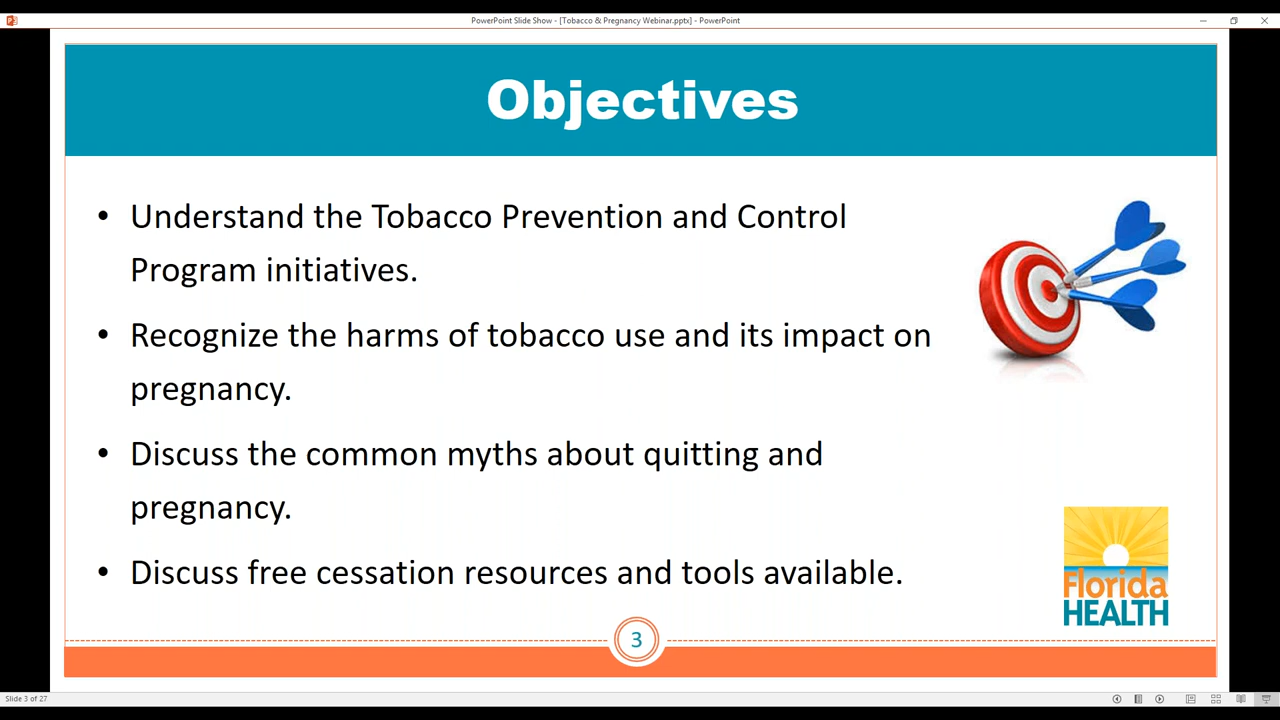 PowerPoint Slide Show - [Tobacco & Pregnancy Webinar.pptx] - PowerPoint
Objectives
• Understand the Tobacco Prevention and Control
Program initiatives.
• Recognize the harms of tobacco use and its impact on
pregnancy.
• Discuss the common myths about quitting and
pregnancy.
• Discuss free cessation resources and tools available.
Florida
HEALTH
3
Slide 3 of 27